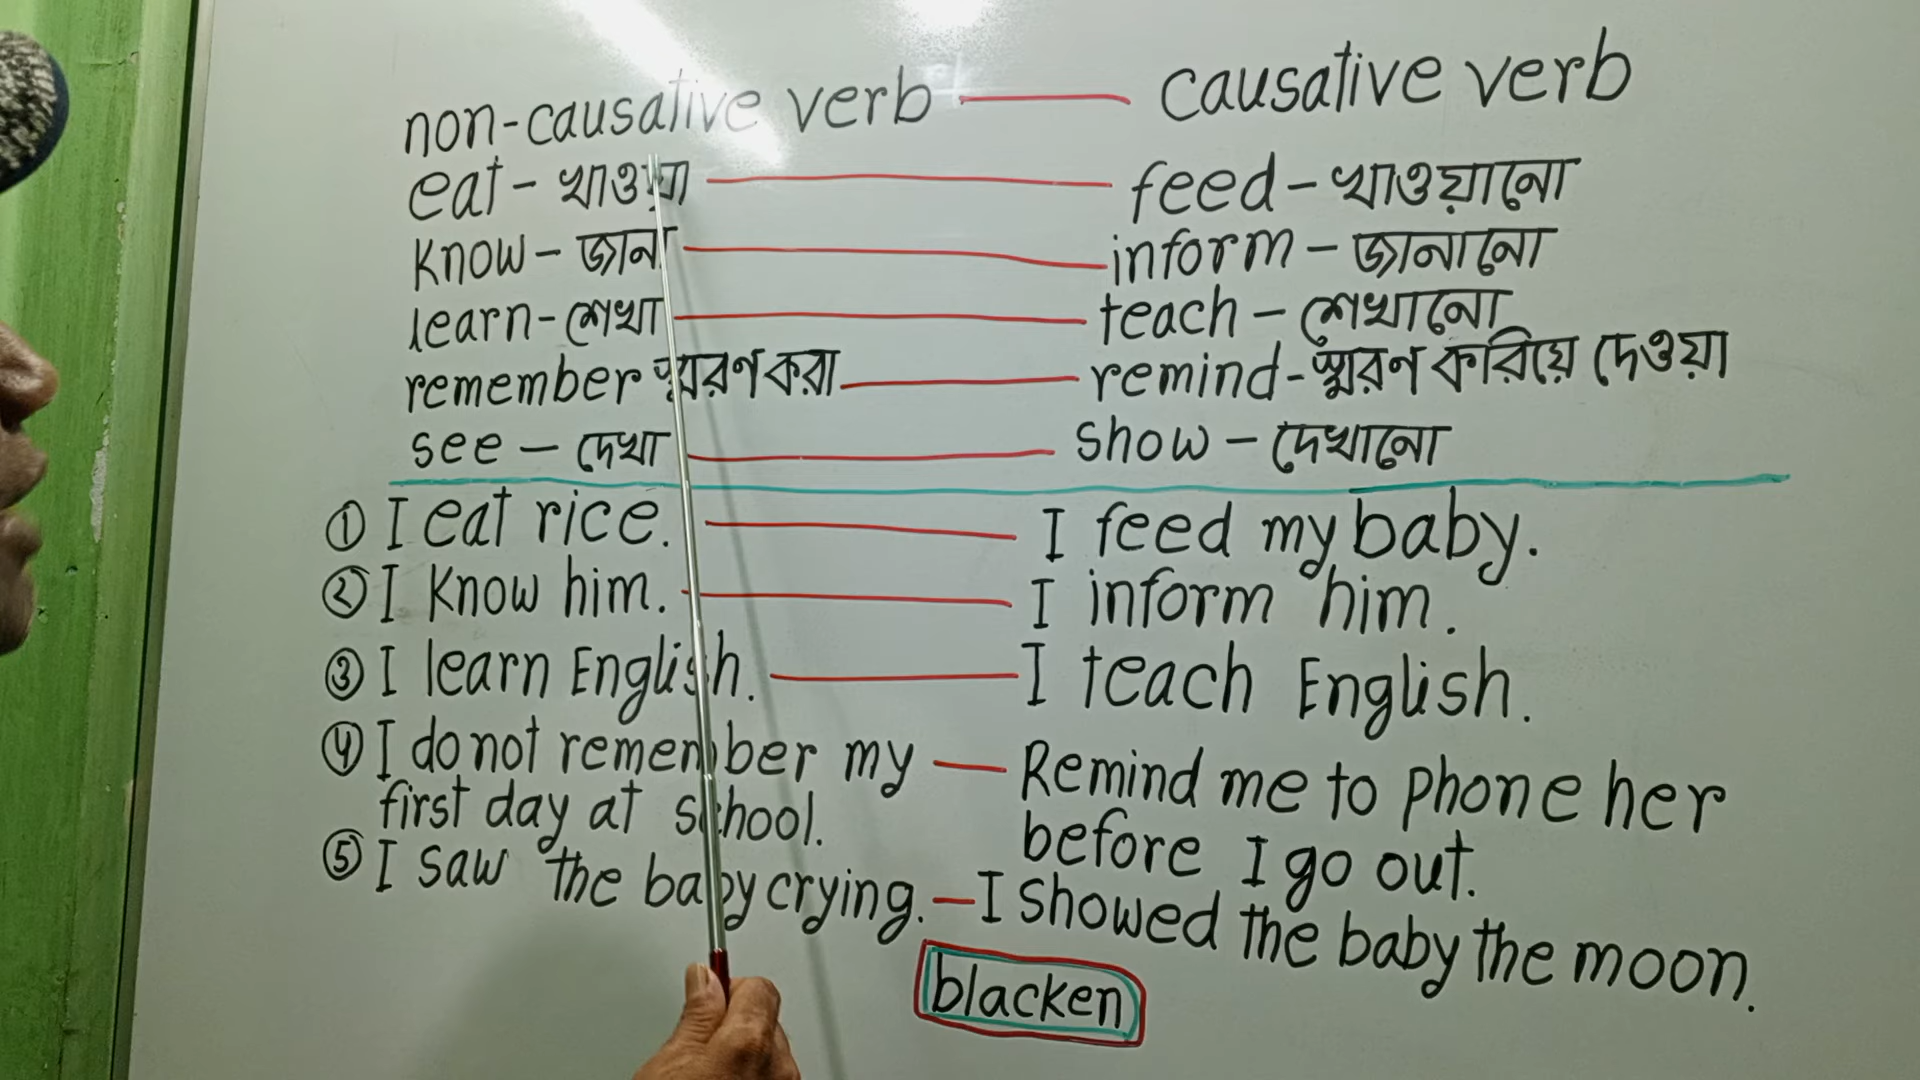 non-causative verb — causative verb
eat - খাওয়া — feed - খাওয়ানো
know - জানা — inform - জানানো
learn - শেখা — teach - শেখানো
remember স্মরণ করা — remind - স্মরণ করিয়ে দেওয়া
see - দেখা — show - দেখানো
① I eat rice. — I feed my baby.
② I know him. — I inform him.
③ I learn English. — I teach English.
④ I do not remember my — Remind me to phone her
first day at school. before I go out.
⑤ I saw the baby crying. — I showed the baby the moon.
blacken